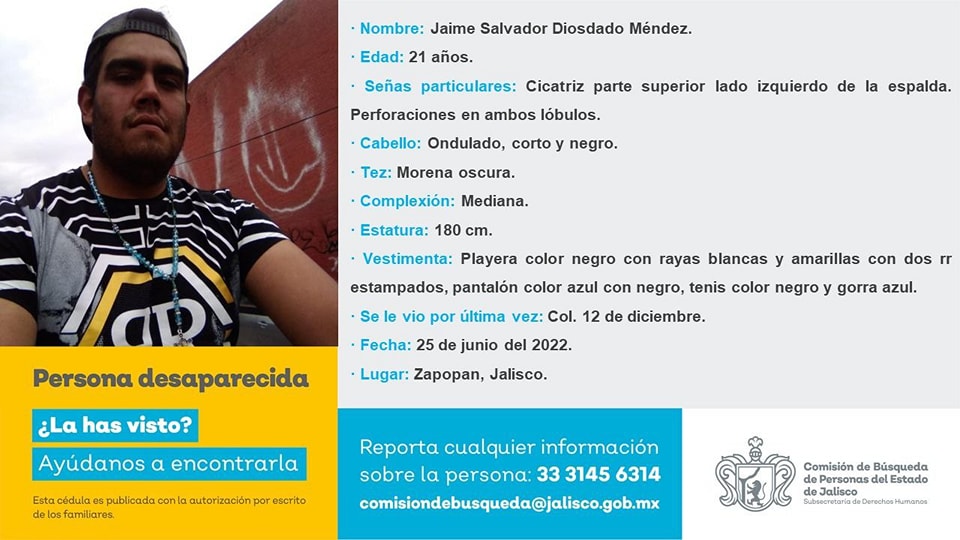 · Nombre: Jaime Salvador Diosdado Méndez.
· Edad: 21 años.
· Señas particulares: Cicatriz parte superior lado izquierdo de la espalda.
Perforaciones en ambos lóbulos.
· Cabello: Ondulado, corto y negro.
· Tez: Morena oscura.
· Complexión: Mediana.
· Estatura: 180 cm.
· Vestimenta: Playera color negro con rayas blancas y amarillas con dos rr
estampados, pantalón color azul con negro, tenis color negro y gorra azul.
· Se le vio por última vez: Col. 12 de diciembre.
· Fecha: 25 de junio del 2022.
· Lugar: Zapopan, Jalisco.
Persona desaparecida
¿La has visto?
Ayúdanos a encontrarla
Esta cédula es publicada con la autorización por escrito
de los familiares.
Reporta cualquier información
sobre la persona: 33 3145 6314
comisiondebusqueda@jalisco.gob.mx
Comisión de Búsqueda
de Personas del Estado
de Jalisco
Subsecretaría de Derechos Humanos